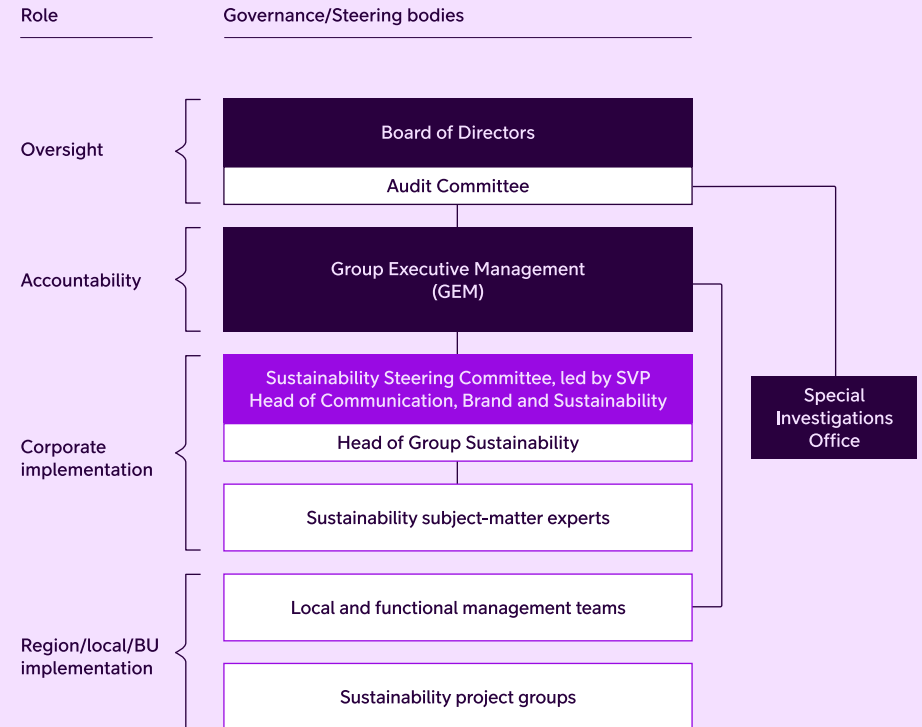 Role
Governance/Steering bodies
Oversight
Board of Directors
Audit Committee
Accountability
Group Executive Management
(GEM)
Corporate
implementation
Sustainability Steering Committee, led by SVP
Head of Communication, Brand and Sustainability
Head of Group Sustainability
Sustainability subject-matter experts
Special
Investigations
Office
Region/local/BU
implementation
Local and functional management teams
Sustainability project groups